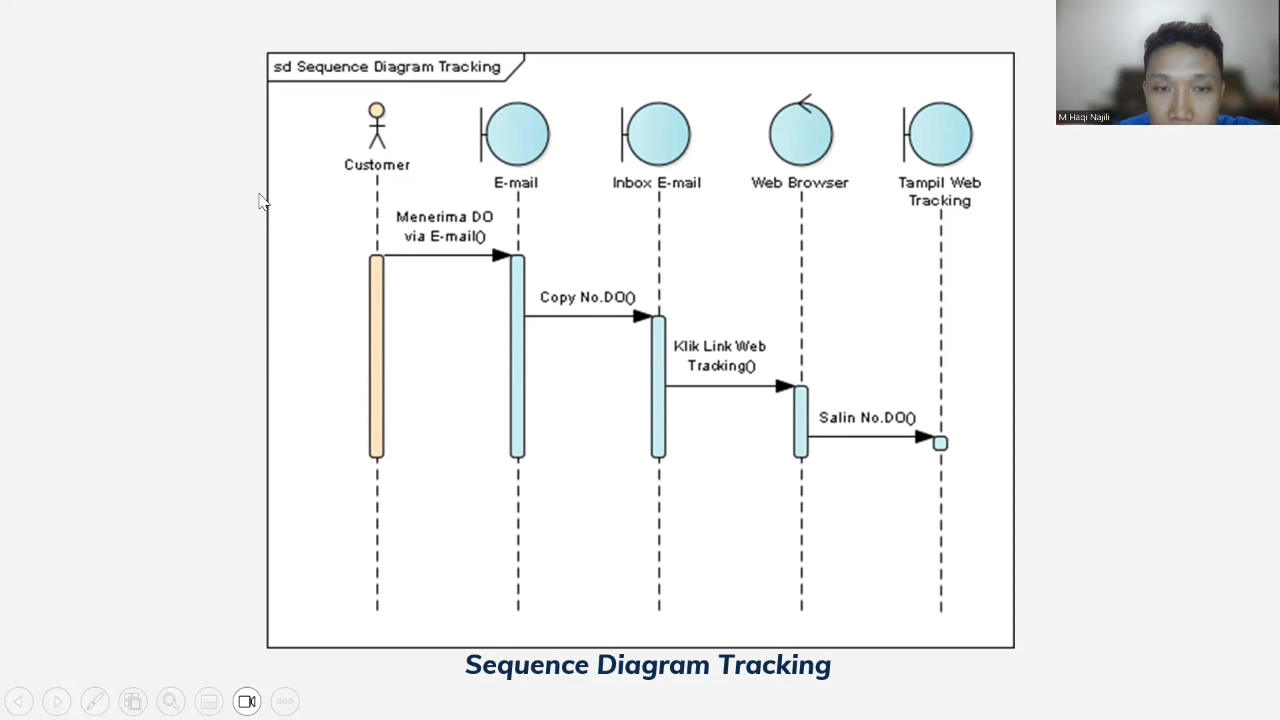 sd Sequence Diagram Tracking
M Haqi Najili
Customer
E-mail
Inbox E-mail
Web Browser
Tampil Web
Tracking
Menerima DO
via E-mail()
Copy No.DO()
Klik Link Web
Tracking()
Salin No.DO()
Sequence Diagram Tracking